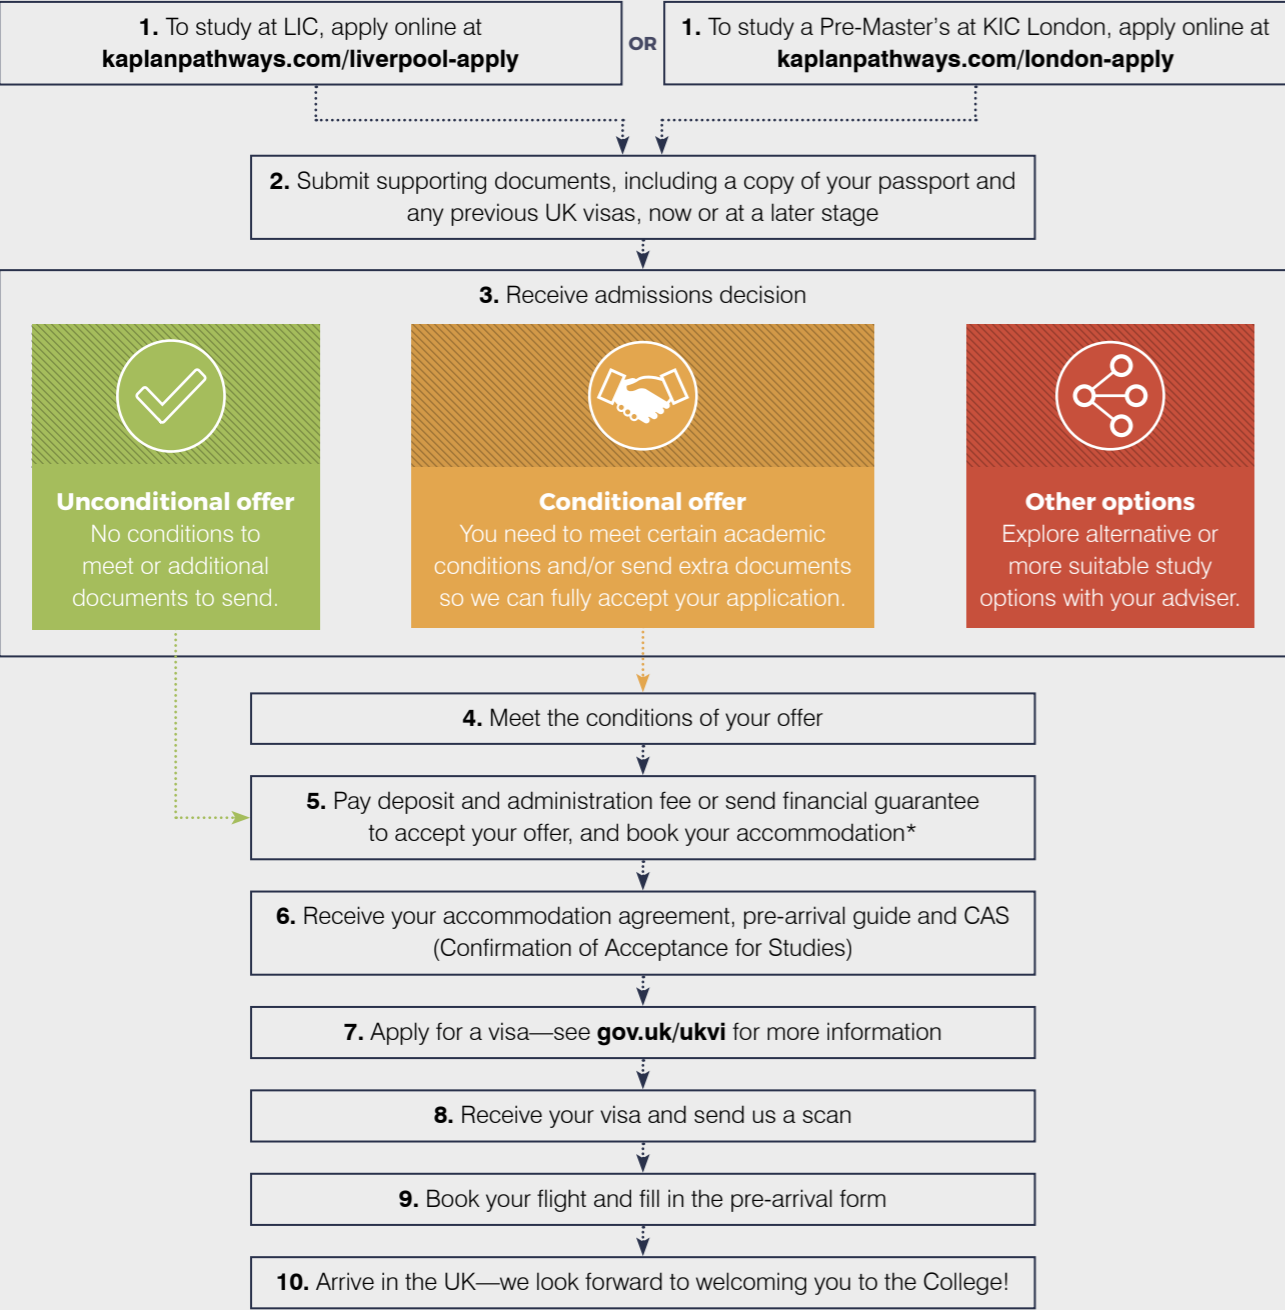 1. To study at LIC, apply online at
kaplanpathways.com/liverpool-apply
OR
1. To study a Pre-Master's at KIC London, apply online at
kaplanpathways.com/london-apply
2. Submit supporting documents, including a copy of your passport and
any previous UK visas, now or at a later stage
3. Receive admissions decision
Unconditional offer
No conditions to
meet or additional
documents to send.
Conditional offer
You need to meet certain academic
conditions and/or send extra documents
so we can fully accept your application.
Other options
Explore alternative or
more suitable study
options with your adviser.
4. Meet the conditions of your offer
5. Pay deposit and administration fee or send financial guarantee
to accept your offer, and book your accommodation*
6. Receive your accommodation agreement, pre-arrival guide and CAS
(Confirmation of Acceptance for Studies)
7. Apply for a visa—see gov.uk/ukvi for more information
8. Receive your visa and send us a scan
9. Book your flight and fill in the pre-arrival form
10. Arrive in the UK—we look forward to welcoming you to the College!